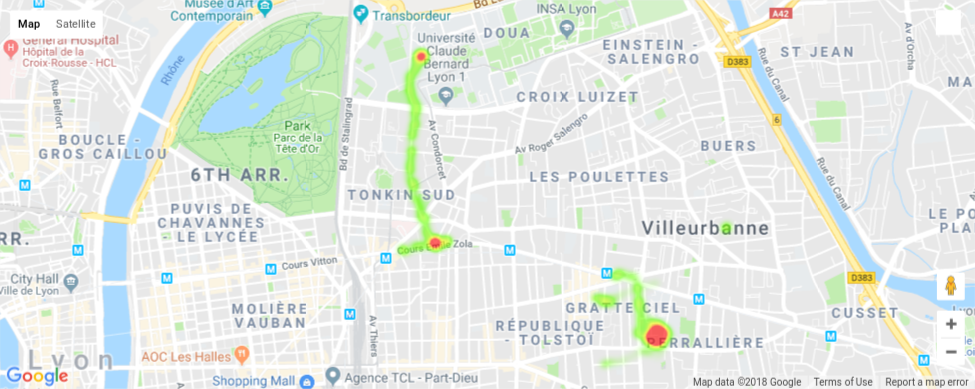 Map Satellite
Musée d'Art
Contemporain
Transbordeur
Bd La
INSA Lyon
A42
General Hospital
Hôpital de la
Croix-Rousse - HCL
Rhône
Université
Claude
Bernard
Lyon 1
DOUA
EINSTEIN -
SALENGRO
D383
ST JEAN
Av d'Orcha
Rue du Canal
Rue Belfort
Bd de Stalingrad
CROIX LUIZET
MA
6
Park
Parc de la
Tête d'Or
Av Condorcet
Av Roger Salengro
BOUCLE -
GROS CAILLOU
BUERS
Rue du Canal
6TH ARR.
TONKIN SUD
LES POULETTES
PUVIS DE
CHAVANNES
- LE LYCÉE
RR.
Villeurbanne
LE PO
PLA
M
Cours Emile Zola
M
M
M
Cours Vitton
M
City Hall
Ville de Lyon
M
D383
MOLIÈRE
VAUBAN
M
GRATTE CIEL
M
CUSSET
Av Thiers
RÉPUBLIQUE
- TOLSTOÏ
PERRALLIÈRE
M
Lyon
AOC Les Halles
M
Google
Shopping Mall
Agence TCL - Part-Dieu
Map data ©2018 Google Terms of Use Report a map error